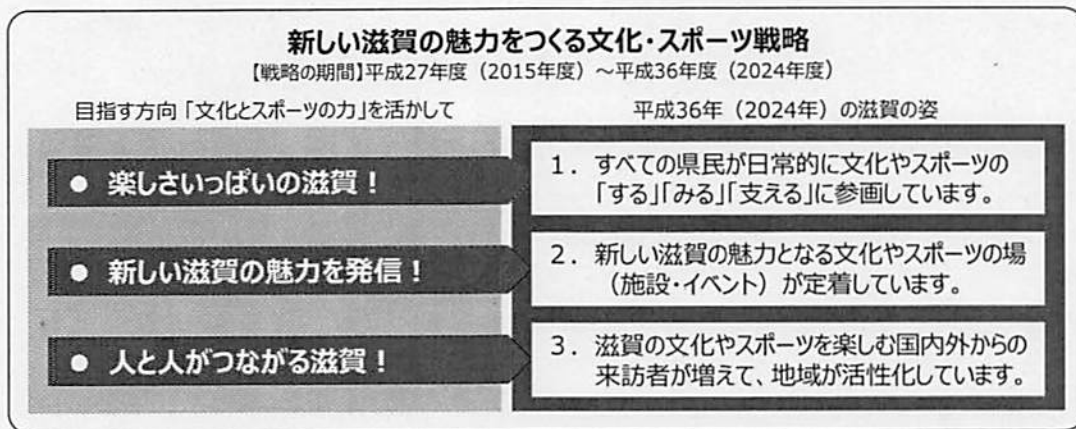 新しい滋賀の魅力をつくる文化・スポーツ戦略
【戦略の期間】平成27年度（2015年度）～平成36年度（2024年度）
目指す方向「文化とスポーツの力」を活かして
平成36年（2024年）の滋賀の姿
● 楽しさいっぱいの滋賀！
1．すべての県民が日常的に文化やスポーツの
「する」「みる」「支える」に参画しています。
● 新しい滋賀の魅力を発信！
2．新しい滋賀の魅力となる文化やスポーツの場
（施設・イベント）が定着しています。
● 人と人がつながる滋賀！
3．滋賀の文化やスポーツを楽しむ国内外からの
来訪者が増えて、地域が活性化しています。